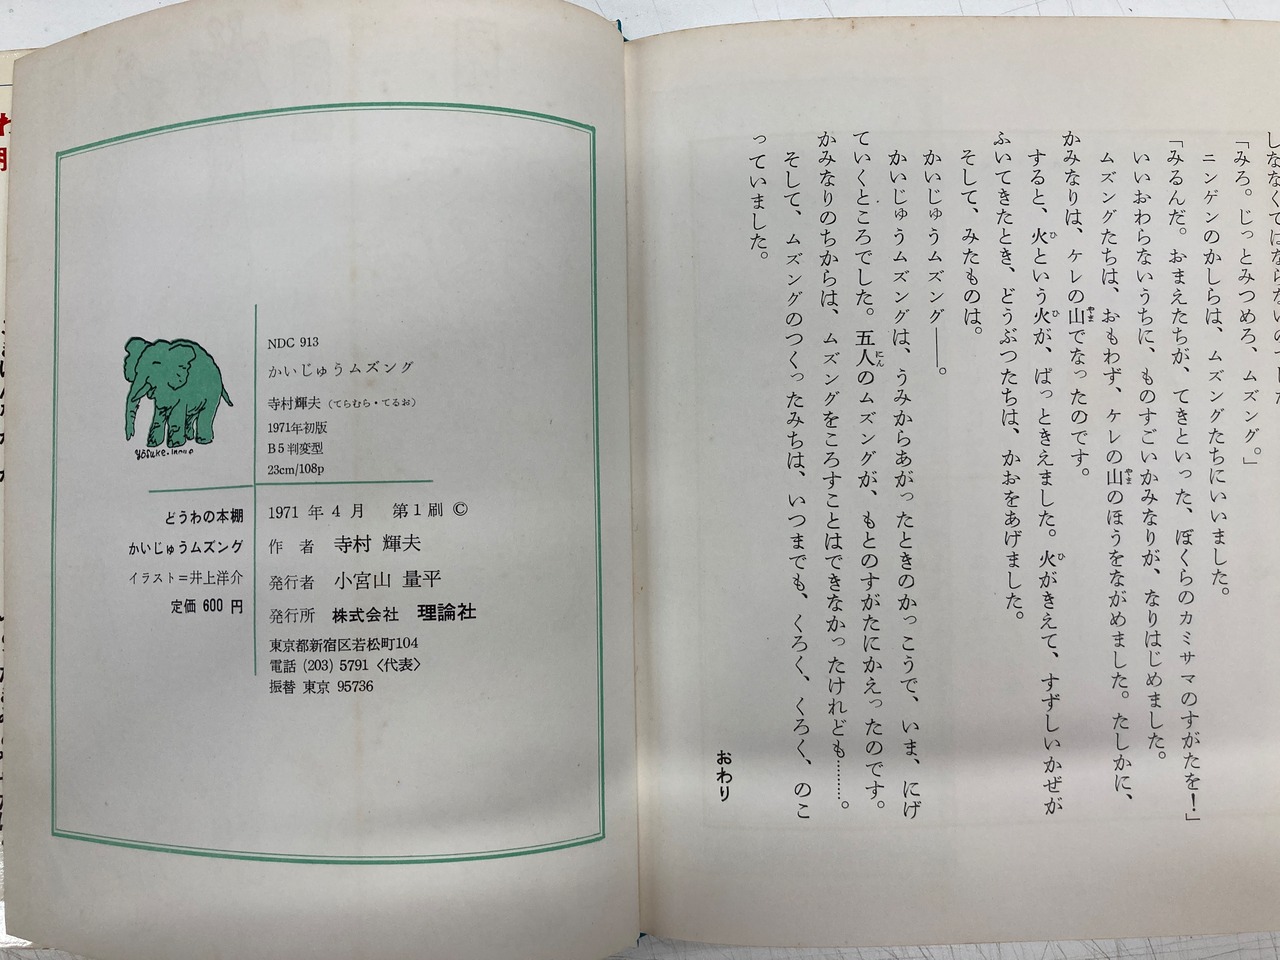 しなくてはならない
「みろ。じっとみつめろ、ムズング。」
ニンゲンのかしらは、ムズングたちにいいました。
「みるんだ。おまえたちが、てきといった、ぼくらのカミサマのすがたを！」
いいおわらないうちに、ものすごいかみなりが、なりはじめました。
ムズングたちは、おもわず、ケレの山のほうをながめました。たしかに、
かみなりは、ケレの山でなったのです。
すると、火という火が、ぱっときえました。火がきえて、すずしいかぜが
ふいてきたとき、どうぶつたちは、かおをあげました。
そして、みたものは。
かいじゅうムズング――。
かいじゅうムズングは、うみからあがったときのかっこうで、いま、にげ
ていくところでした。五人のムズングが、もとのすがたにかえったのです。
かみなりのちからは、ムズングをころすことはできなかったけれども………。
そして、ムズングのつくったみちは、いつまでも、くろく、くろく、のこ
っていました。
おわり
NDC 913
かいじゅうムズング
寺村輝夫（てらむら・てるお）
1971年初版
B5判変型
23cm/108p
Yôsuke.Inoue
どうわの本棚
かいじゅうムズング
イラスト＝井上洋介
定価 600 円
1971 年 4 月 第1刷 ©
作 者 寺村 輝夫
発行者 小宮山 量平
発行所 株式会社 理論社
東京都新宿区若松町104
電話 (203) 5791〈代表〉
振替 東京 95736